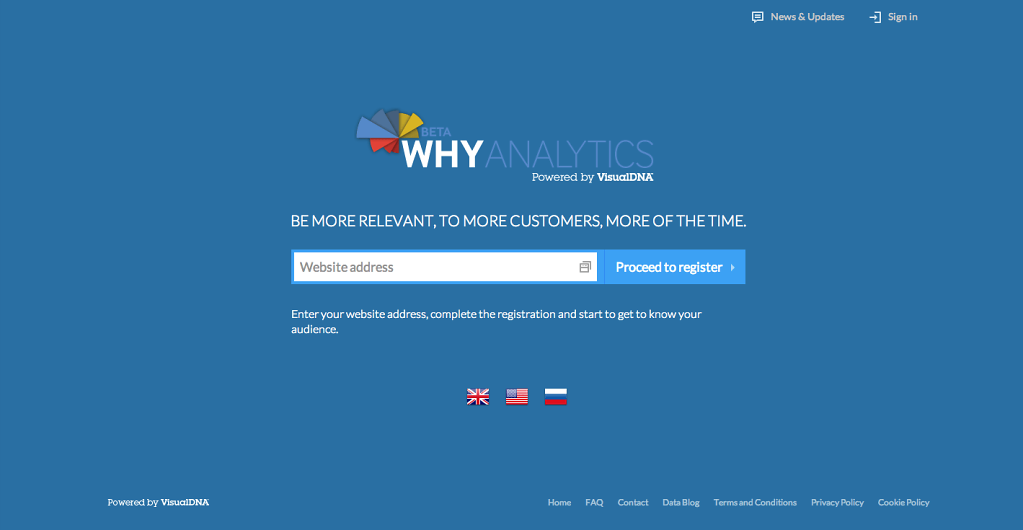 News & Updates
Sign in
BETA
WHY ANALYTICS
Powered by VisualDNA
BE MORE RELEVANT, TO MORE CUSTOMERS, MORE OF THE TIME.
Website address
Proceed to register
Enter your website address, complete the registration and start to get to know your
audience.
Powered by VisualDNA
Home
FAQ
Contact
Data Blog
Terms and Conditions
Privacy Policy
Cookie Policy